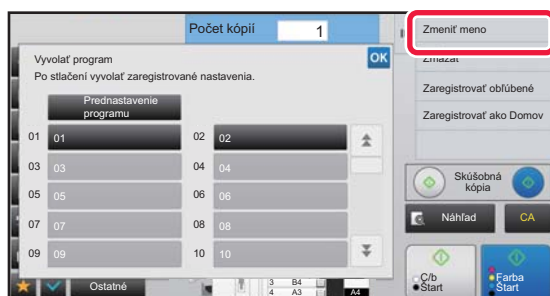 Počet kópií 1
Zmeniť meno
Zmazať
Zaregistrovať obľúbené
Zaregistrovať ako Domov
Vyvolať program
OK
Po stlačení vyvolať zaregistrované nastavenia.
Prednastavenie
programu
01 01 02 02
03 03 04 04
05 05 06 06
07 07 08 08
09 09 10 10
Skúšobná
kópia
Náhľad CA
Č/b
Štart
Farba
Štart
Ostatné
3 B4
4 A3 A4